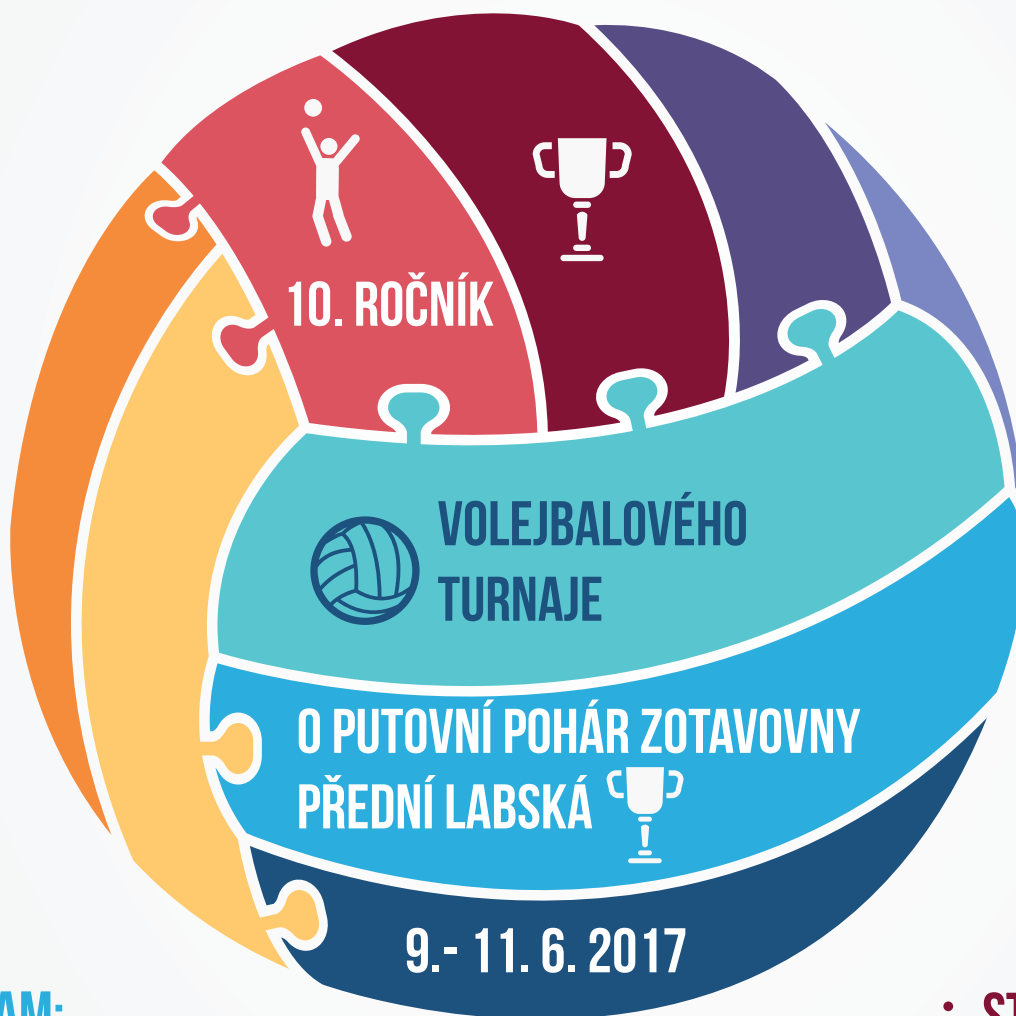 10. ROČNÍK
VOLEJBALOVÉHO
TURNAJE
O PUTOVNÍ POHÁR ZOTAVOVNY
PŘEDNÍ LABSKÁ
9.- 11. 6. 2017